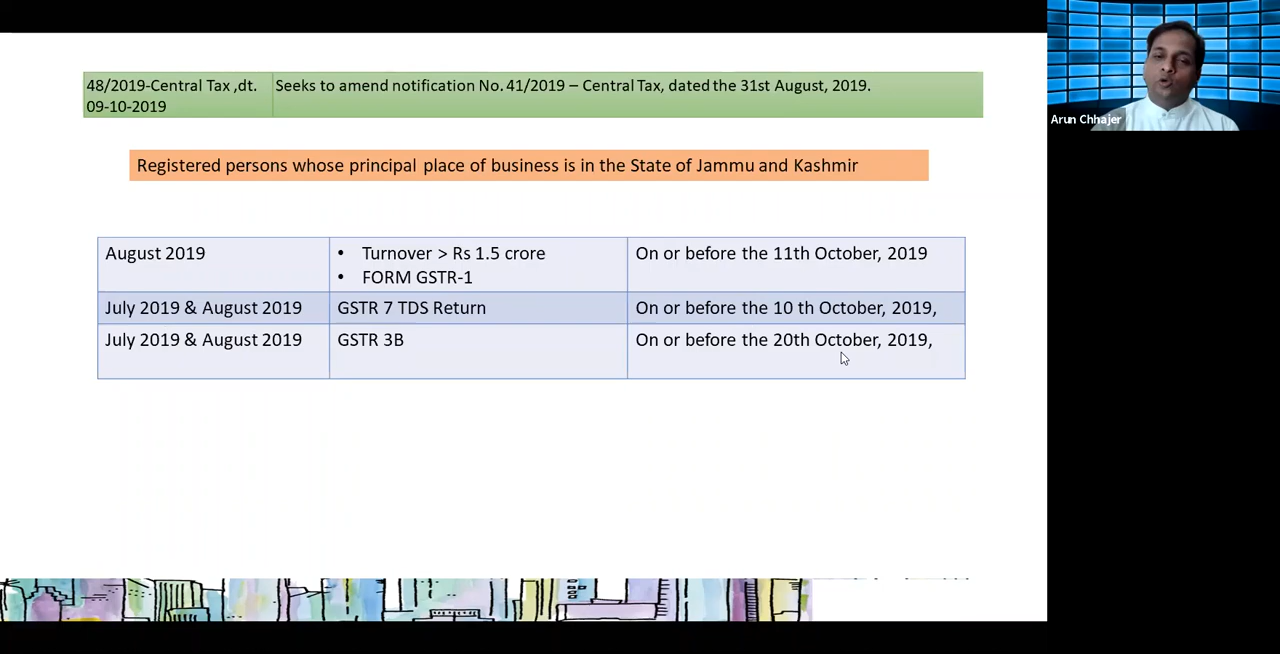 48/2019-Central Tax ,dt. Seeks to amend notification No. 41/2019 – Central Tax, dated the 31st August, 2019.
09-10-2019
Arun Chhajer
Registered persons whose principal place of business is in the State of Jammu and Kashmir
August 2019 • Turnover > Rs 1.5 crore On or before the 11th October, 2019
• FORM GSTR-1
July 2019 & August 2019 GSTR 7 TDS Return On or before the 10 th October, 2019,
July 2019 & August 2019 GSTR 3B On or before the 20th October, 2019,